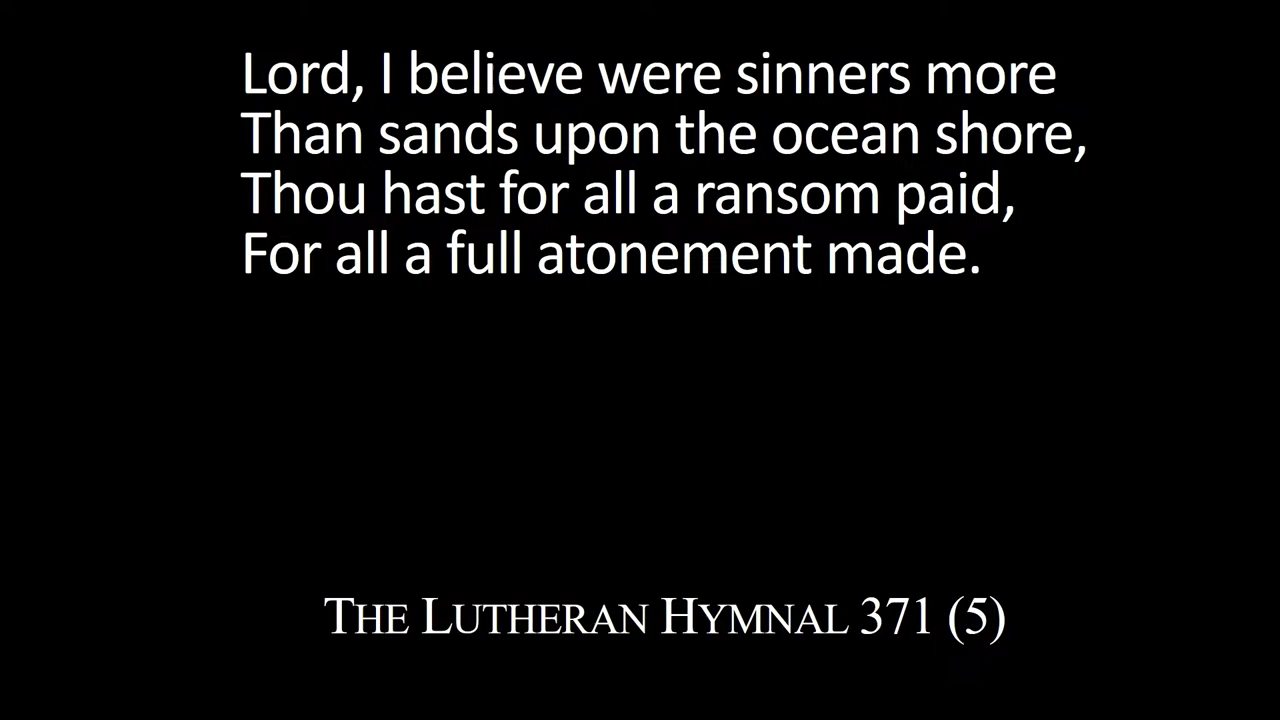 Lord, I believe were sinners more
Than sands upon the ocean shore,
Thou hast for all a ransom paid,
For all a full atonement made.
THE LUTHERAN HYMNAL 371 (5)